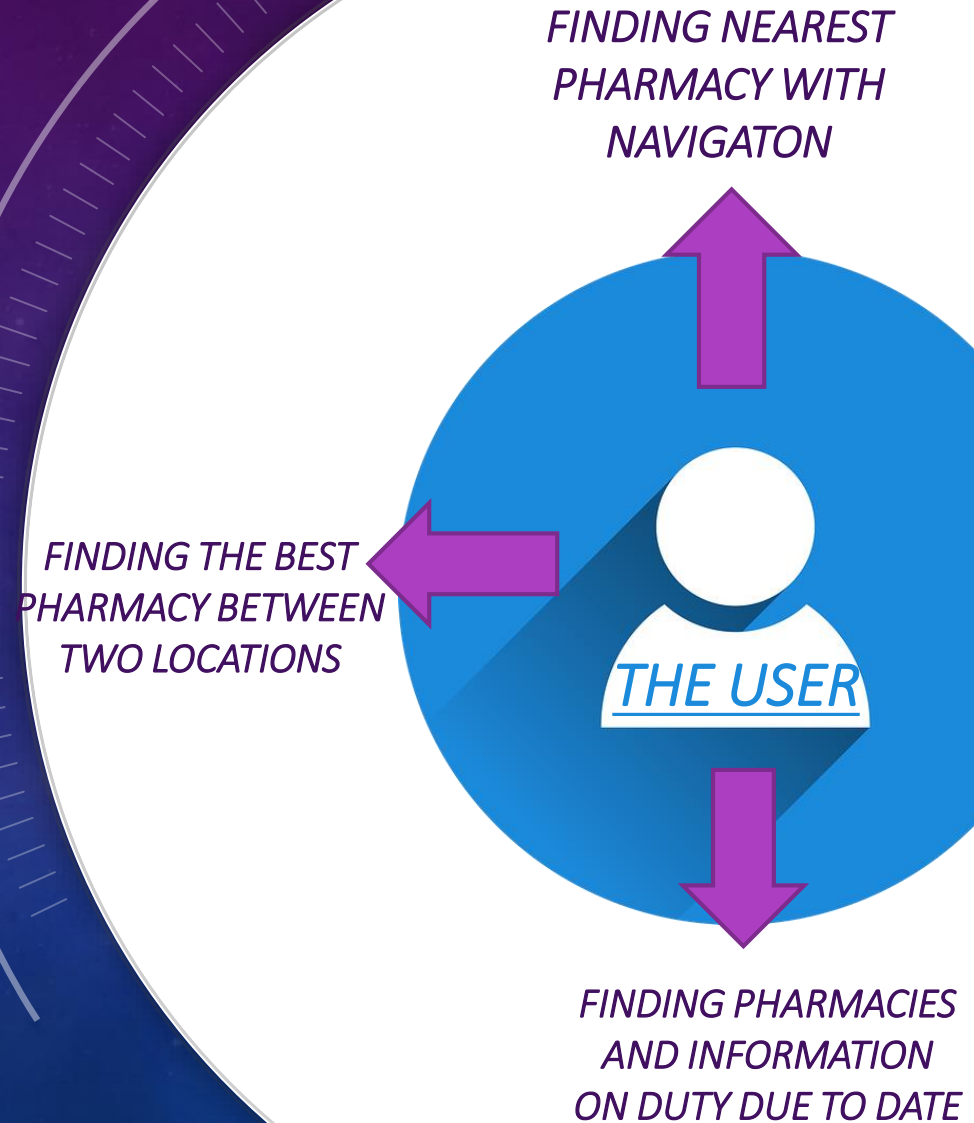 FINDING NEAREST
PHARMACY WITH
NAVIGATON
FINDING THE BEST
PHARMACY BETWEEN
TWO LOCATIONS
THE USER
FINDING PHARMACIES
AND INFORMATION
ON DUTY DUE TO DATE